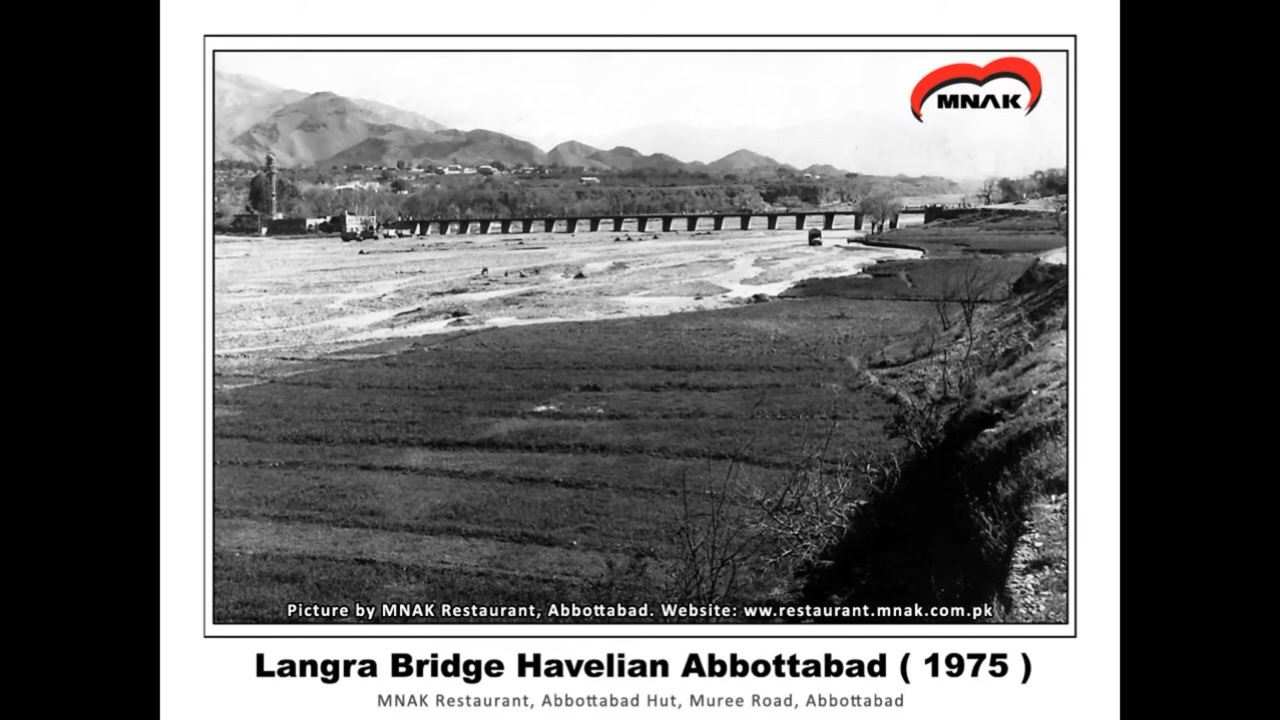 MNAK
Picture by MNAK Restaurant, Abbottabad. Website: ww.restaurant.mnak.com.pk
Langra Bridge Havelian Abbottabad ( 1975 )
MNAK Restaurant, Abbottabad Hut, Muree Road, Abbottabad